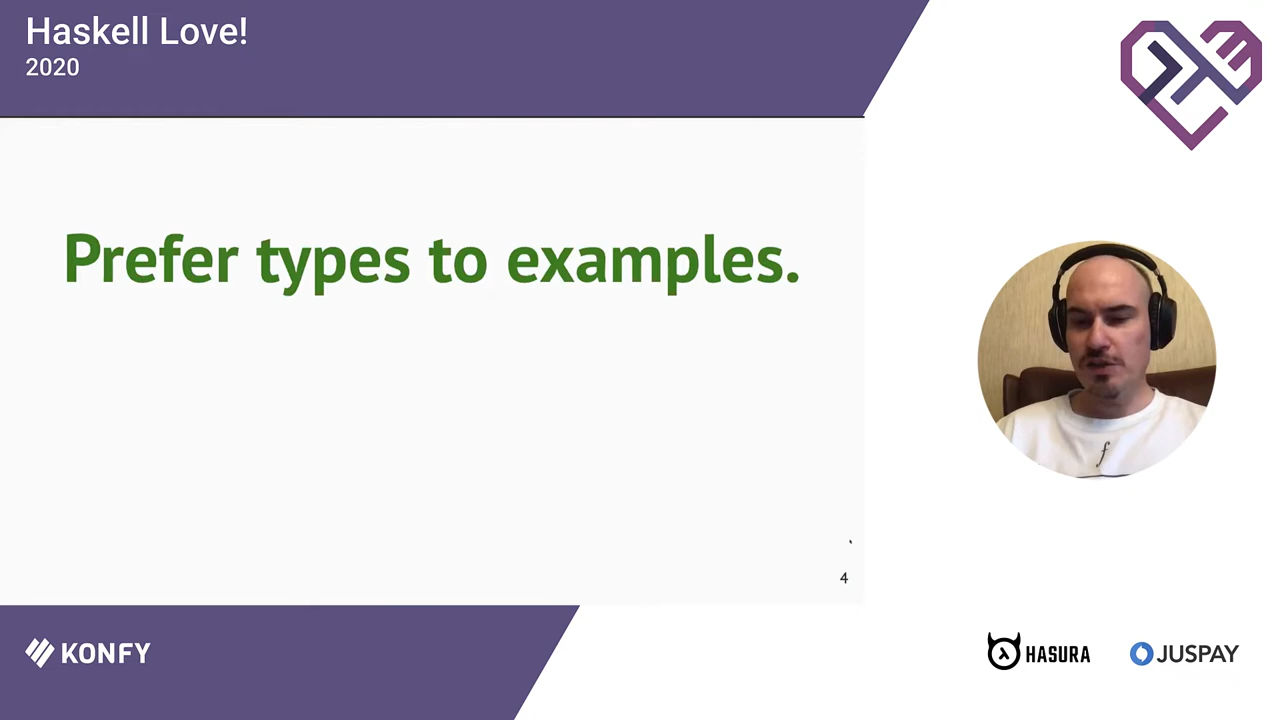 Haskell Love!
2020
Prefer types to examples.
4
KONFY
HASURA
JUSPAY
f